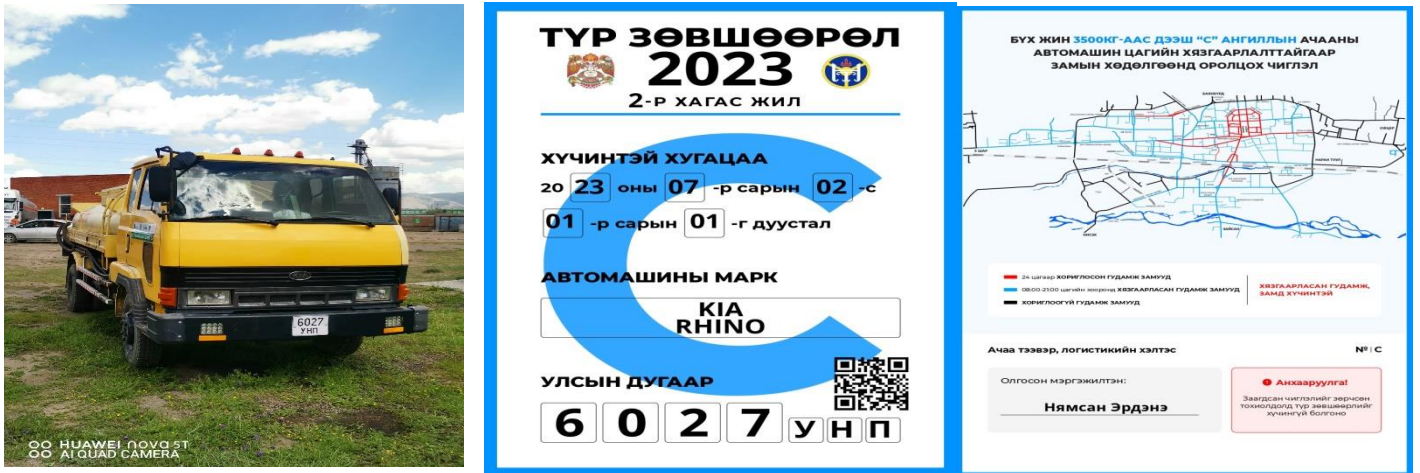 6027
УНП
HUAWEI nova 5T
AI QUAD CAMERA
ТҮР ЗӨВШӨӨРӨЛ
2023
2-Р ХАГАС ЖИЛ
ХҮЧИНТЭЙ ХУГАЦАА
20 23 оны 07 -р сарын 02 -с
01 -р сарын 01 -г дуустал
АВТОМАШИНЫ МАРК
KIA
RHINO
УЛСЫН ДУГААР
6 0 2 7 У Н П
БҮХ ЖИН 3500КГ-ААС ДЭЭШ “С” АНГИЛЛЫН АЧААНЫ
АВТОМАШИН ЦАГИЙН ХЯЗГААРЛАЛТТАЙГААР
ЗАМЫН ХӨДӨЛГӨӨНД ОРОЛЦОХ ЧИГЛЭЛ
24 цагаар ХОРИГЛОСОН ГУДАМЖ ЗАМУУД
08:00-21:00 цагийн хооронд ХЯЗГААРЛАСАН ГУДАМЖ ЗАМУУД
ХОРИГЛООГҮЙ ГУДАМЖ ЗАМУУД
ХЯЗГААРЛАСАН ГУДАМЖ,
ЗАМД ХҮЧИНТЭЙ
Ачаа тээвэр, логистикийн хэлтэс
№ | C
Олгосон мэргэжилтэн:
Нямсан Эрдэнэ
Анхааруулга!
Заагдсан чиглэлийг зөрчсөн
тохиолдолд түр зөвшөөрлийг
хүчингүй болгоно